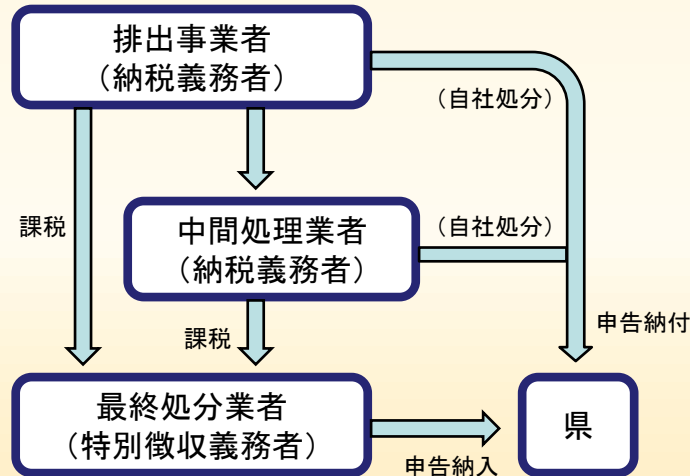 排出事業者
（納税義務者）
（自社処分）
課税
中間処理業者
（納税義務者）
（自社処分）
申告納付
課税
最終処分業者
（特別徴収義務者）
県
申告納入